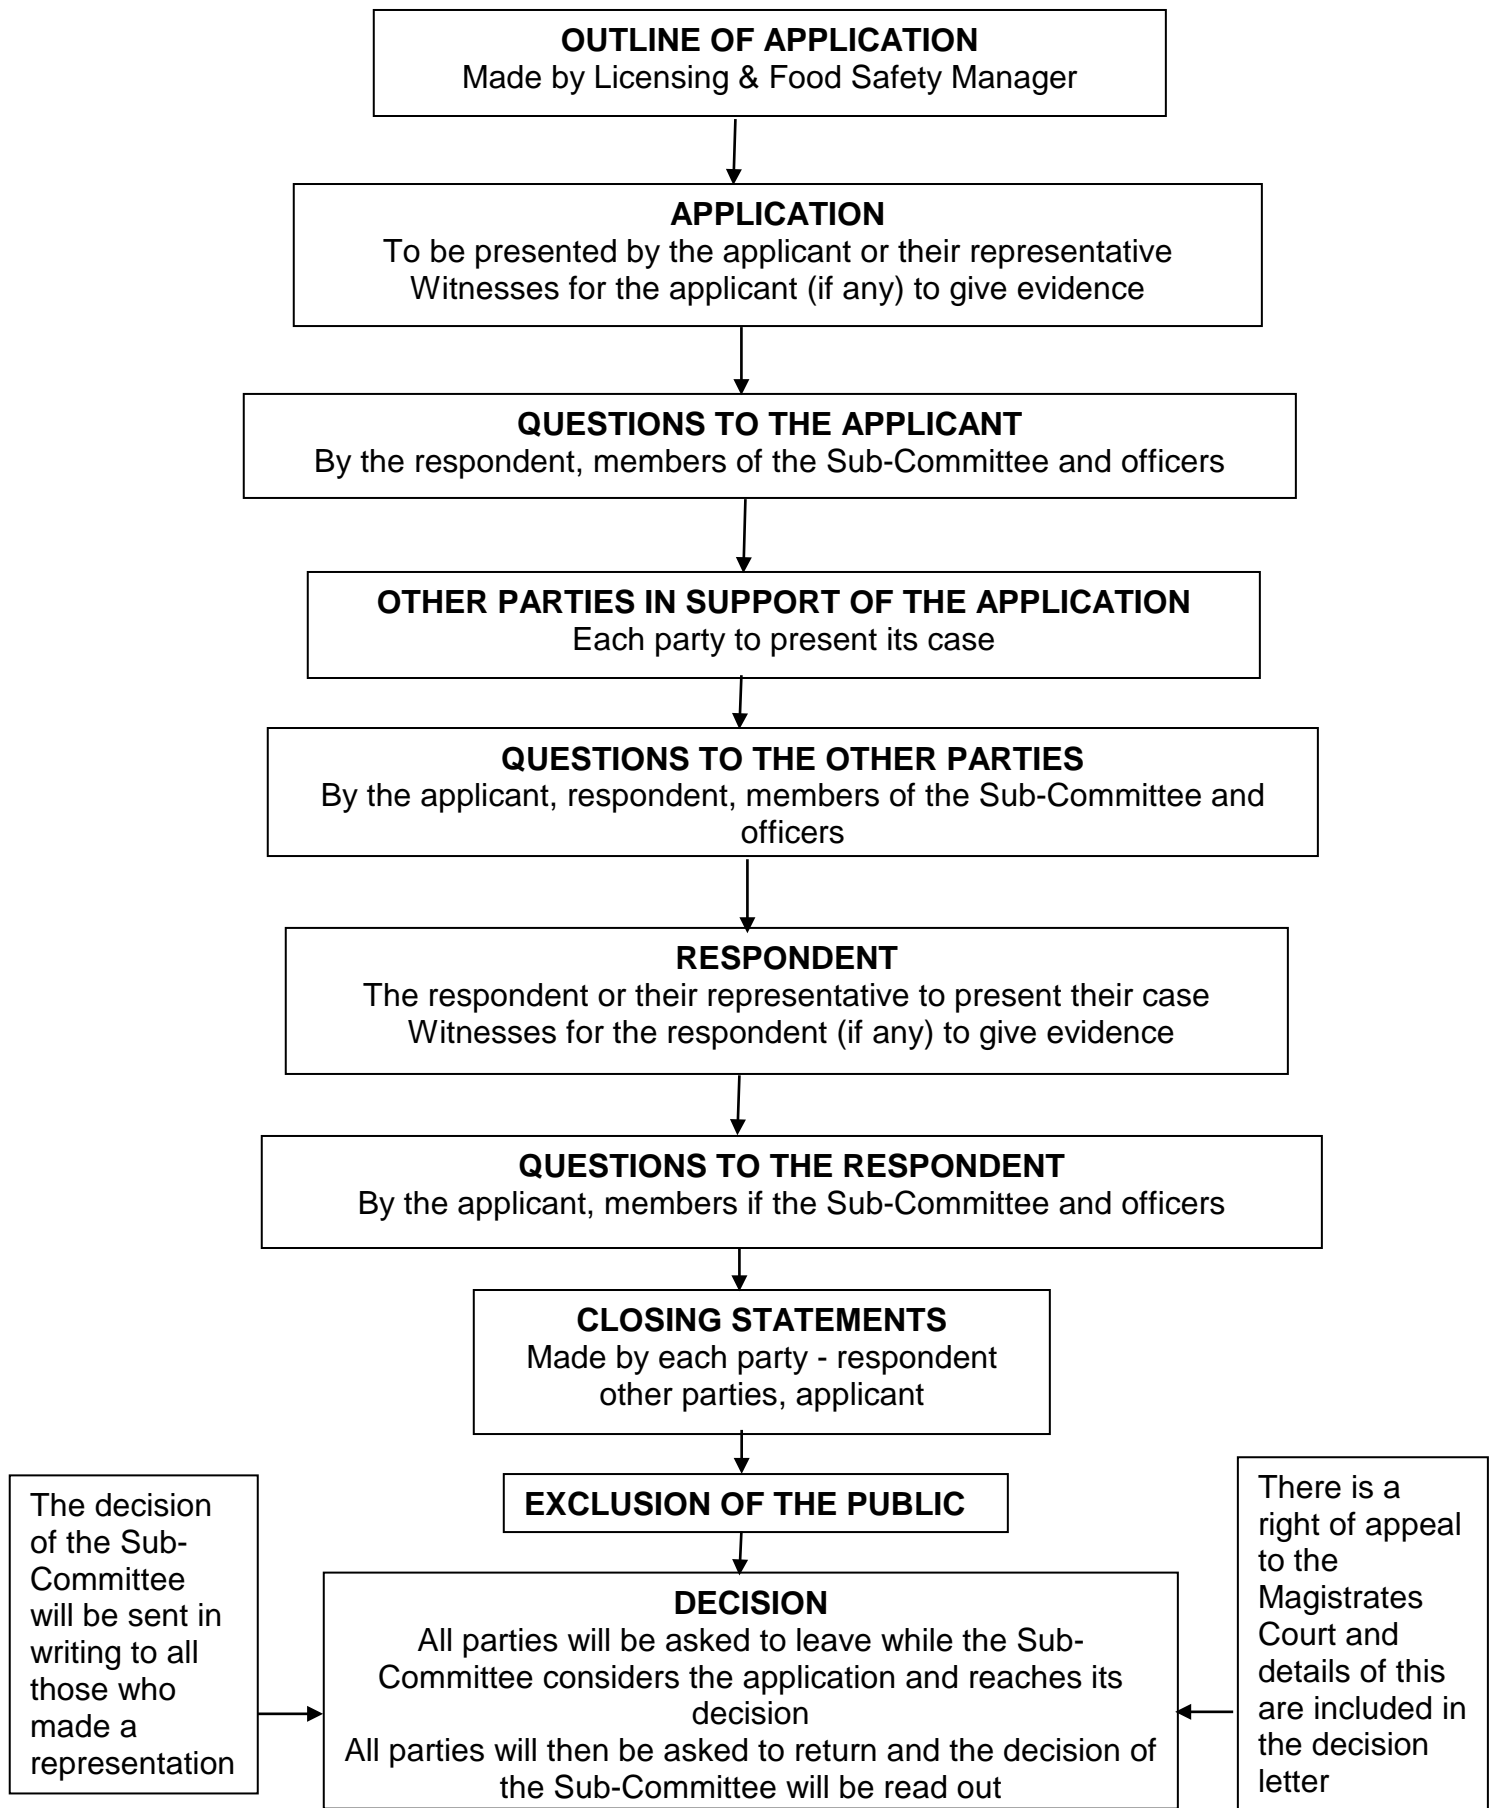 OUTLINE OF APPLICATION
Made by Licensing & Food Safety Manager
APPLICATION
To be presented by the applicant or their representative
Witnesses for the applicant (if any) to give evidence
QUESTIONS TO THE APPLICANT
By the respondent, members of the Sub-Committee and officers
OTHER PARTIES IN SUPPORT OF THE APPLICATION
Each party to present its case
QUESTIONS TO THE OTHER PARTIES
By the applicant, respondent, members of the Sub-Committee and
officers
RESPONDENT
The respondent or their representative to present their case
Witnesses for the respondent (if any) to give evidence
QUESTIONS TO THE RESPONDENT
By the applicant, members if the Sub-Committee and officers
CLOSING STATEMENTS
Made by each party - respondent
other parties, applicant
EXCLUSION OF THE PUBLIC
The decision
of the Sub-
Committee
will be sent in
writing to all
those who
made a
representation
DECISION
All parties will be asked to leave while the Sub-
Committee considers the application and reaches its
decision
All parties will then be asked to return and the decision of
the Sub-Committee will be read out
There is a
right of appeal
to the
Magistrates
Court and
details of this
are included in
the decision
letter